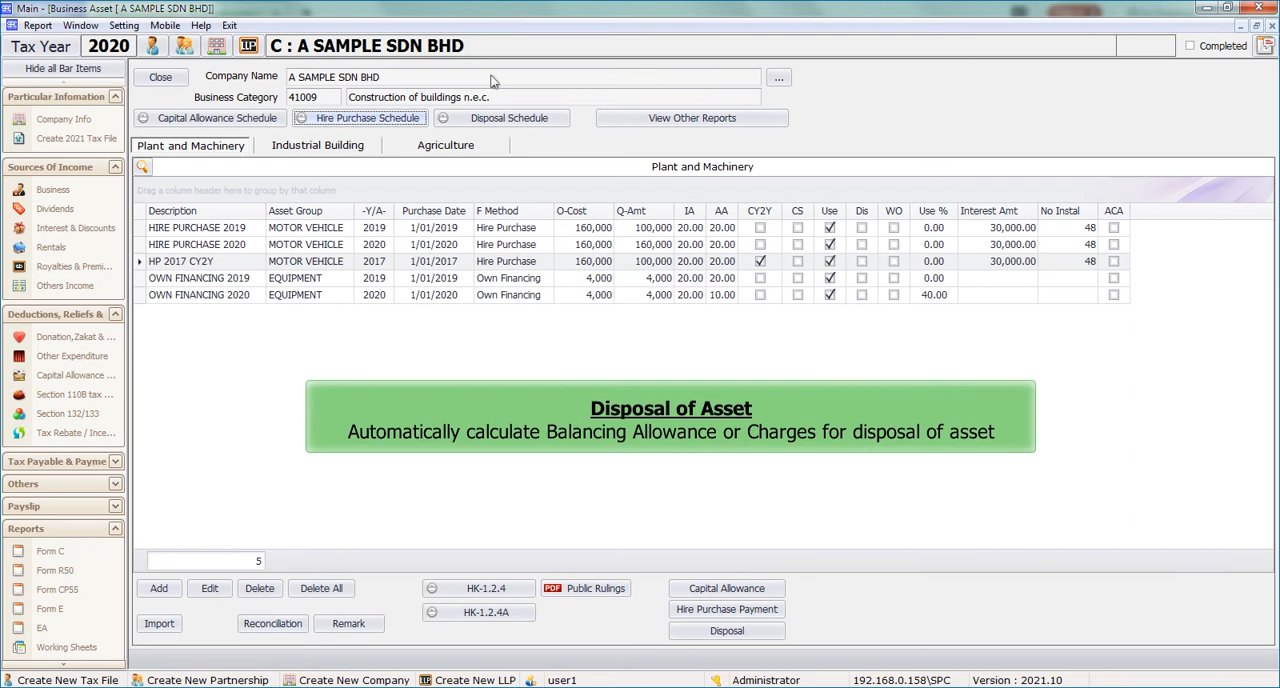 Main - [Business Asset [ A SAMPLE SDN BHD]]
Report Window Setting Mobile Help Exit
Tax Year 2020 ILP C : A SAMPLE SDN BHD Completed
Hide all Bar Items
Particular Infomation
Company Info
Create 2021 Tax File
Sources Of Income
Business
Dividends
Interest & Discounts
Rentals
Royalties & Premi...
Others Income
Deductions, Reliefs &
Donation,Zakat & ...
Other Expenditure
Capital Allowance ...
Section 110B tax ...
Section 132/133
Tax Rebate / Ince...
Tax Payable & Payme
Others
Payslip
Reports
Form C
Form R50
Form CP55
Form E
EA
Working Sheets
Close Company Name A SAMPLE SDN BHD ...
Business Category 41009 Construction of buildings n.e.c.
Capital Allowance Schedule Hire Purchase Schedule Disposal Schedule View Other Reports
Plant and Machinery Industrial Building Agriculture
Plant and Machinery
Drag a column header here to group by that column
Description Asset Group -Y/A- Purchase Date F Method O-Cost Q-Amt IA AA CY2Y CS Use Dis WO Use % Interest Amt No Instal ACA
HIRE PURCHASE 2019 MOTOR VEHICLE 2019 1/01/2019 Hire Purchase 160,000 100,000 20.00 20.00 0.00 30,000.00 48
HIRE PURCHASE 2020 MOTOR VEHICLE 2020 1/01/2020 Hire Purchase 160,000 160,000 20.00 20.00 0.00 30,000.00 48
HP 2017 CY2Y MOTOR VEHICLE 2017 1/01/2017 Hire Purchase 160,000 100,000 20.00 20.00 0.00 30,000.00 48
OWN FINANCING 2019 EQUIPMENT 2019 1/01/2019 Own Financing 4,000 4,000 20.00 20.00 0.00
OWN FINANCING 2020 EQUIPMENT 2020 1/01/2020 Own Financing 4,000 4,000 20.00 10.00 40.00
Disposal of Asset
Automatically calculate Balancing Allowance or Charges for disposal of asset
5
Add Edit Delete Delete All HK-1.2.4 PDF Public Rulings Capital Allowance
HK-1.2.4A Hire Purchase Payment
Import Reconciliation Remark Disposal
Create New Tax File Create New Partnership Create New Company ILP Create New LLP user1 Administrator 192.168.0.158\SPC Version : 2021.10